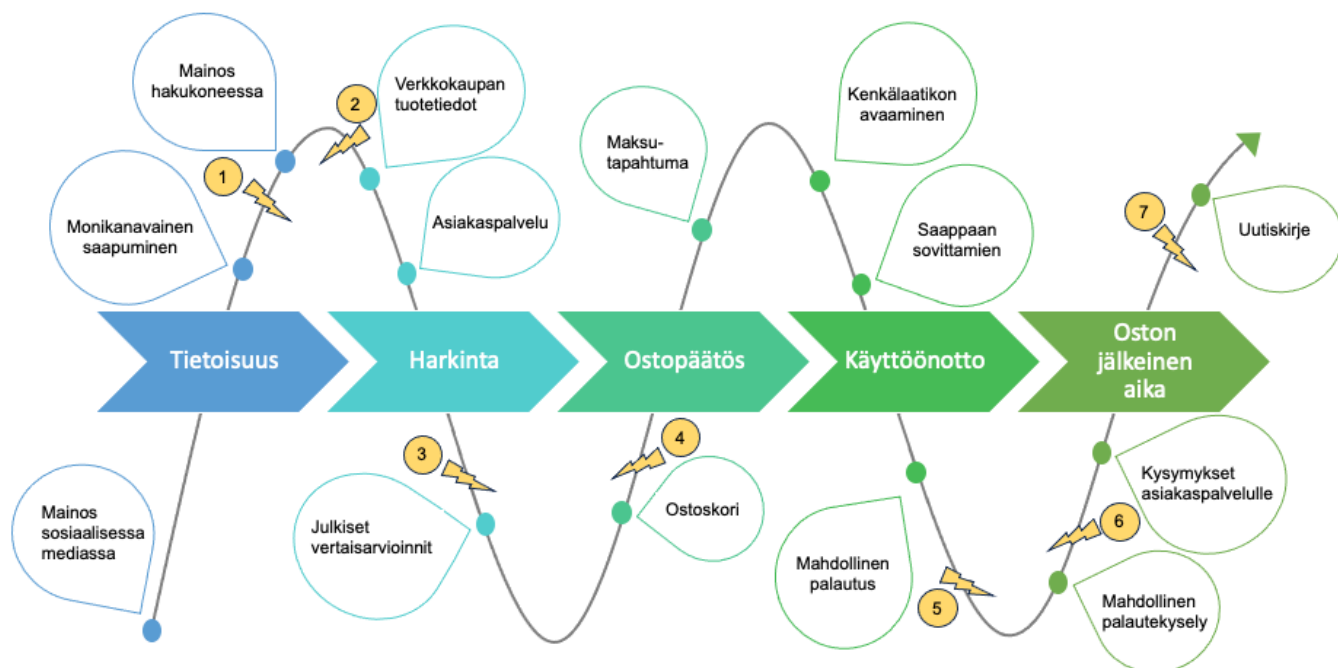 Mainos
hakukoneessa
2
Verkkokaupan
tuotetiedot
1
Monikanavainen
saapuminen
Asiakaspalvelu
Maksu-
tapahtuma
Kenkälaatikon
avaaminen
Saappaan
sovittamien
7
Uutiskirje
Tietoisuus
Harkinta
Ostopäätös
Käyttöönotto
Oston
jälkeinen
aika
Mainos
sosiaalisessa
mediassa
3
Julkiset
vertaisarvioinnit
4
Ostoskori
Mahdollinen
palautus
5
6
Kysymykset
asiakaspalvelulle
Mahdollinen
palautekysely